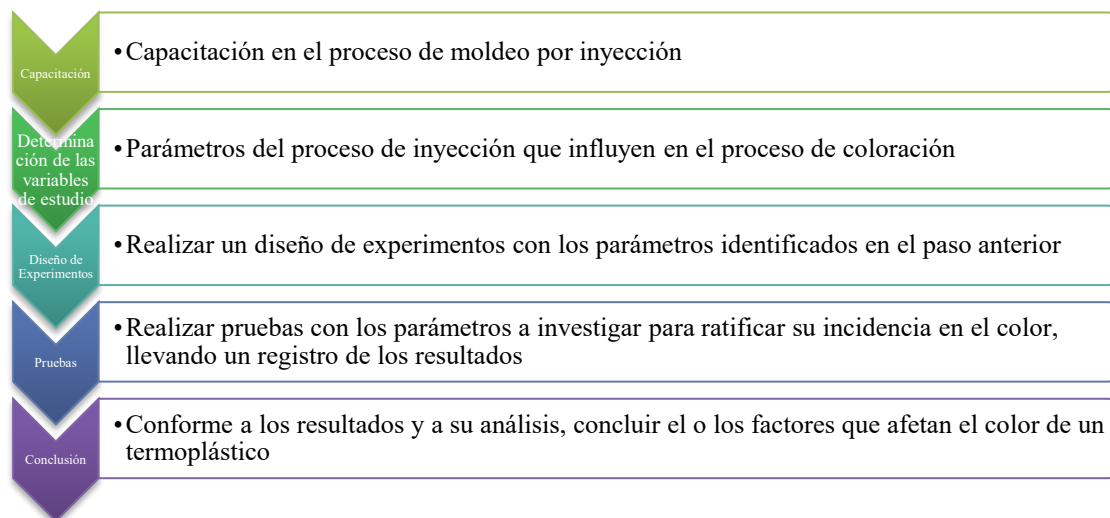 Capacitación
•Capacitación en el proceso de moldeo por inyección
Determina
ción de las
variables
de estudio
•Parámetros del proceso de inyección que influyen en el proceso de coloración
Diseño de
Experimentos
•Realizar un diseño de experimentos con los parámetros identificados en el paso anterior
Pruebas
•Realizar pruebas con los parámetros a investigar para ratificar su incidencia en el color,
llevando un registro de los resultados
Conclusión
•Conforme a los resultados y a su análisis, concluir el o los factores que afetan el color de un
termoplástico